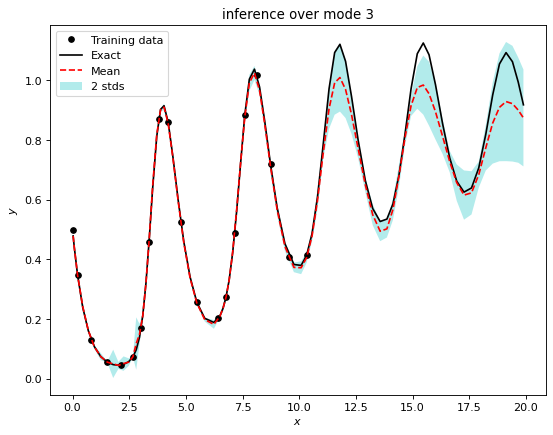 inference over mode 3
Training data
Exact
Mean
2 stds
y
1.0
0.8
0.6
0.4
0.2
0.0
0.0 2.5 5.0 7.5 10.0 12.5 15.0 17.5 20.0
x